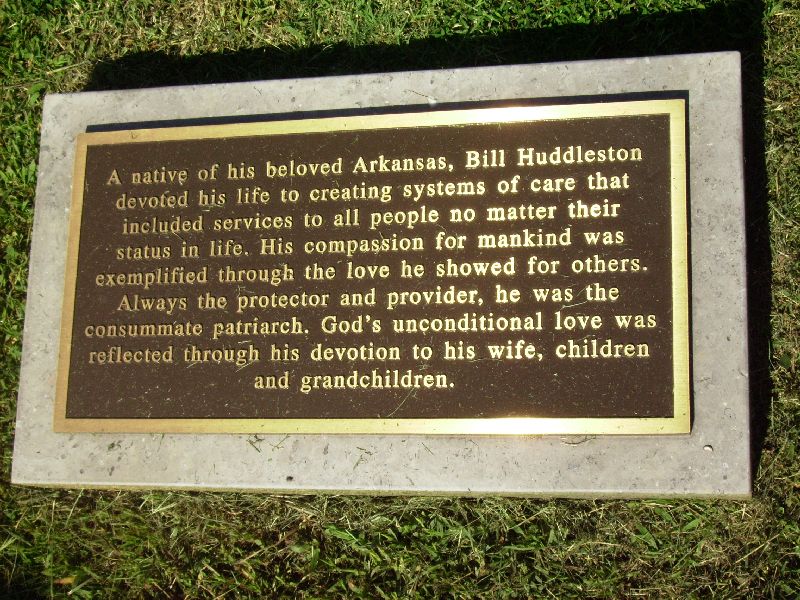 A native of his beloved Arkansas, Bill Huddleston
devoted his life to creating systems of care that
included services to all people no matter their
status in life. His compassion for mankind was
exemplified through the love he showed for others.
Always the protector and provider, he was the
consummate patriarch. God's unconditional love was
reflected through his devotion to his wife, children
and grandchildren.